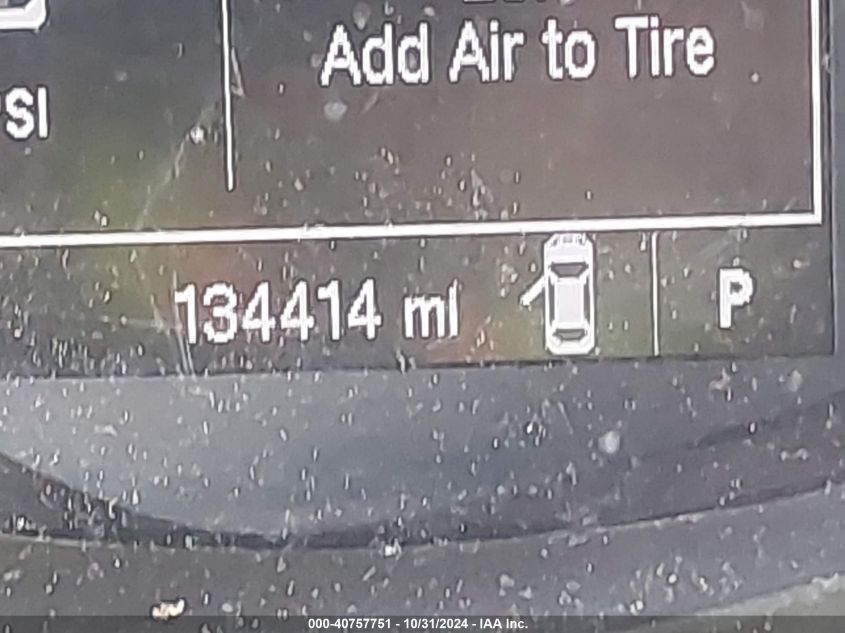 Add Air to Tire
SI
134414 mi
P
000-40757751 - 10/31/2024 - IAA Inc.